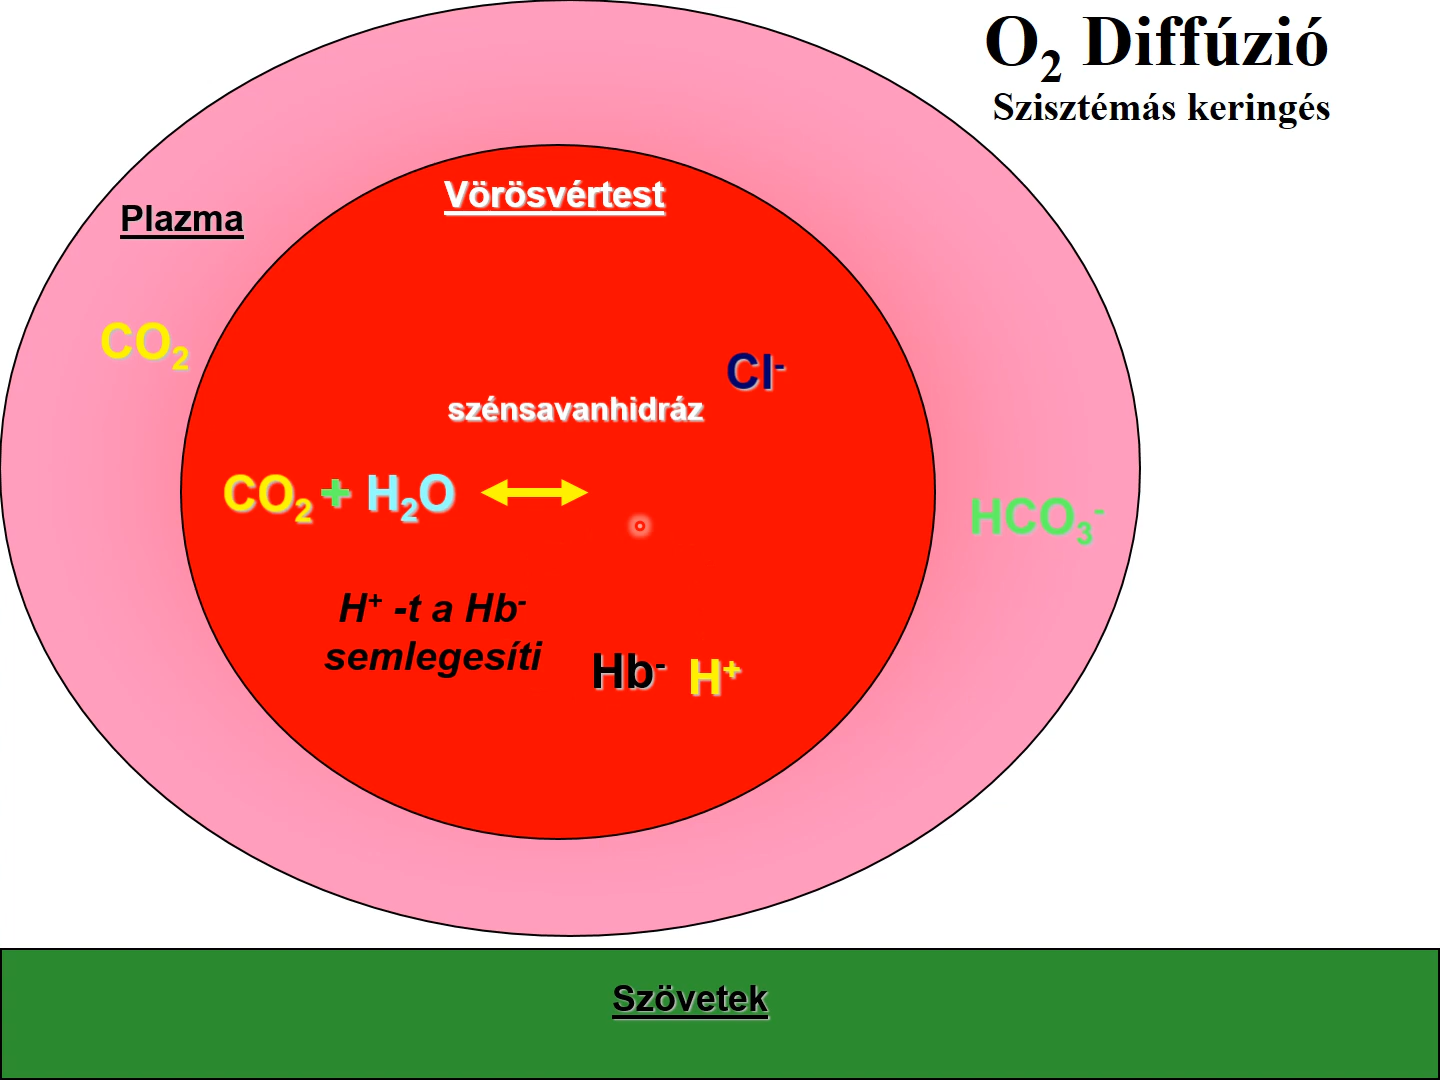 O₂ Diffúzió
Szisztémás keringés
Vörösvértest
Plazma
CO₂
Cl⁻
szénsavanhidráz
CO₂ + H₂O
HCO₃⁻
H⁺ -t a Hb⁻
semlegesíti
Hb⁻ H⁺
Szövetek